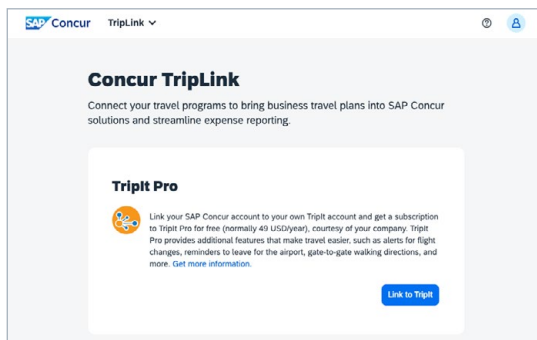 SAP Concur TripLink
Concur TripLink
Connect your travel programs to bring business travel plans into SAP Concur
solutions and streamline expense reporting.
TripIt Pro
Link your SAP Concur account to your own TripIt account and get a subscription
to TripIt Pro for free (normally 49 USD/year), courtesy of your company. TripIt
Pro provides additional features that make travel easier, such as alerts for flight
changes, reminders to leave for the airport, gate-to-gate walking directions, and
more. Get more information.
Link to TripIt